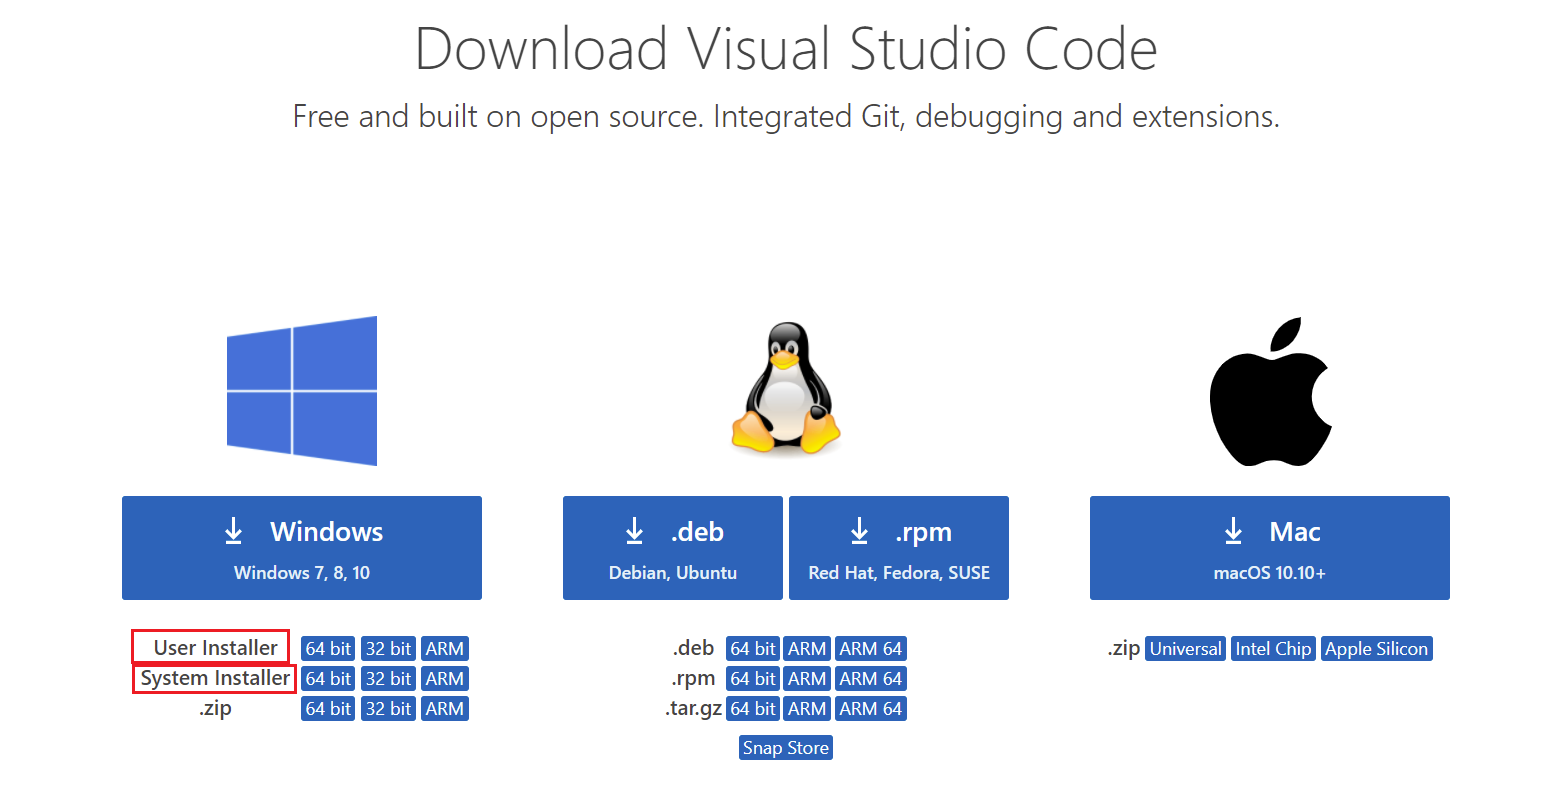 Download Visual Studio Code
Free and built on open source. Integrated Git, debugging and extensions.
Windows
Windows 7, 8, 10
User Installer 64 bit 32 bit ARM
System Installer 64 bit 32 bit ARM
.zip 64 bit 32 bit ARM
.deb
Debian, Ubuntu
.rpm
Red Hat, Fedora, SUSE
.deb 64 bit ARM ARM 64
.rpm 64 bit ARM ARM 64
.tar.gz 64 bit ARM ARM 64
Snap Store
Mac
macOS 10.10+
.zip Universal Intel Chip Apple Silicon